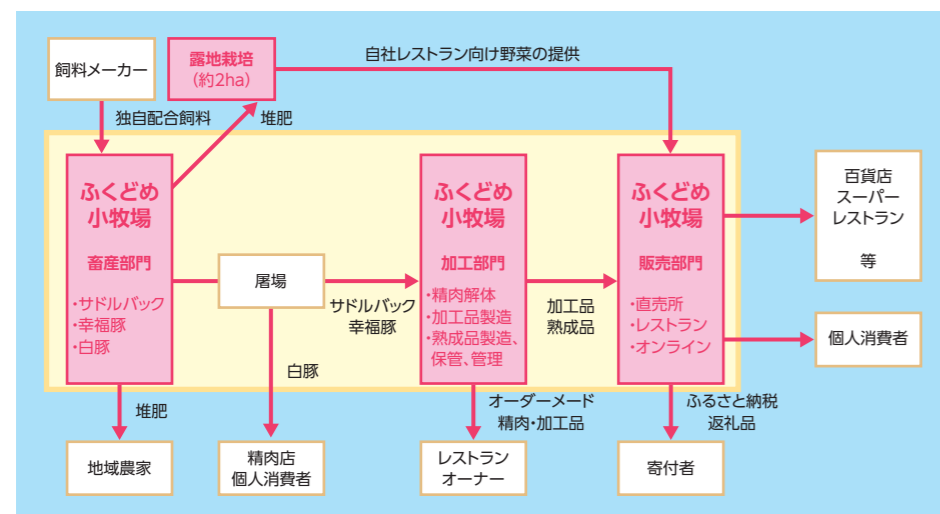 飼料メーカー
露地栽培
(約2ha)
自社レストラン向け野菜の提供
独自配合飼料
堆肥
ふくどめ
小牧場
畜産部門
・サドルバック
・幸福豚
・白豚
屠場
サドルバック
幸福豚
白豚
ふくどめ
小牧場
加工部門
・精肉解体
・加工品製造
・熟成品製造、
保管、管理
加工品
熟成品
ふくどめ
小牧場
販売部門
・直売所
・レストラン
・オンライン
百貨店
スーパー
レストラン
等
個人消費者
堆肥
オーダーメード
精肉・加工品
ふるさと納税
返礼品
地域農家
精肉店
個人消費者
レストラン
オーナー
寄付者